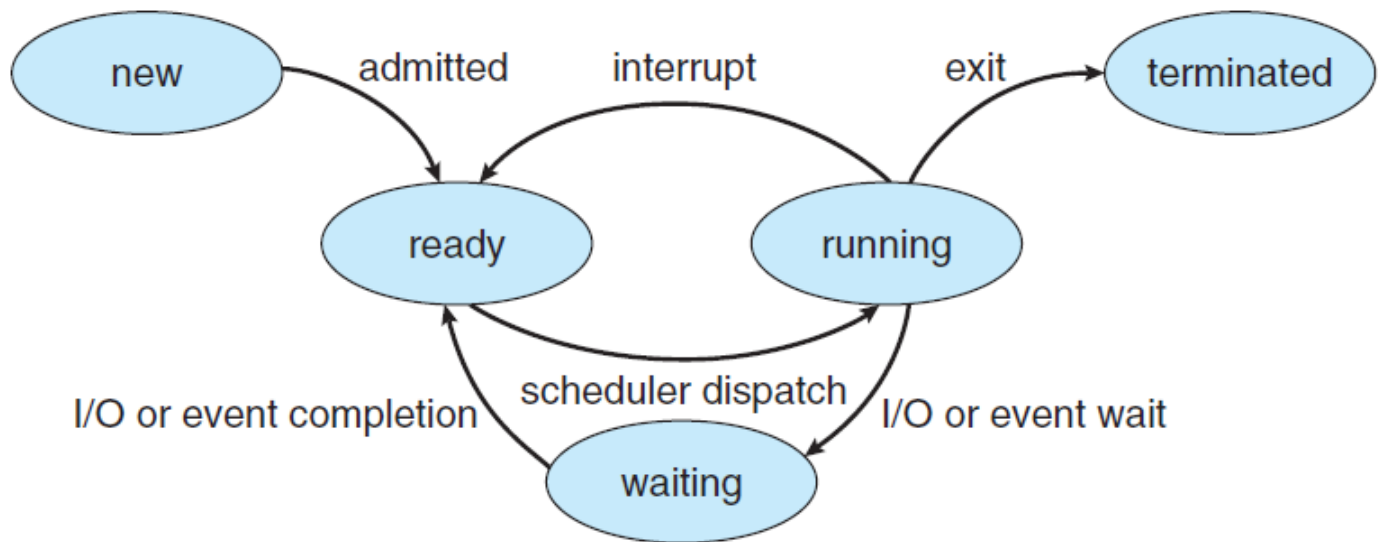 new
admitted
interrupt
exit
terminated
ready
running
scheduler dispatch
I/O or event completion
I/O or event wait
waiting